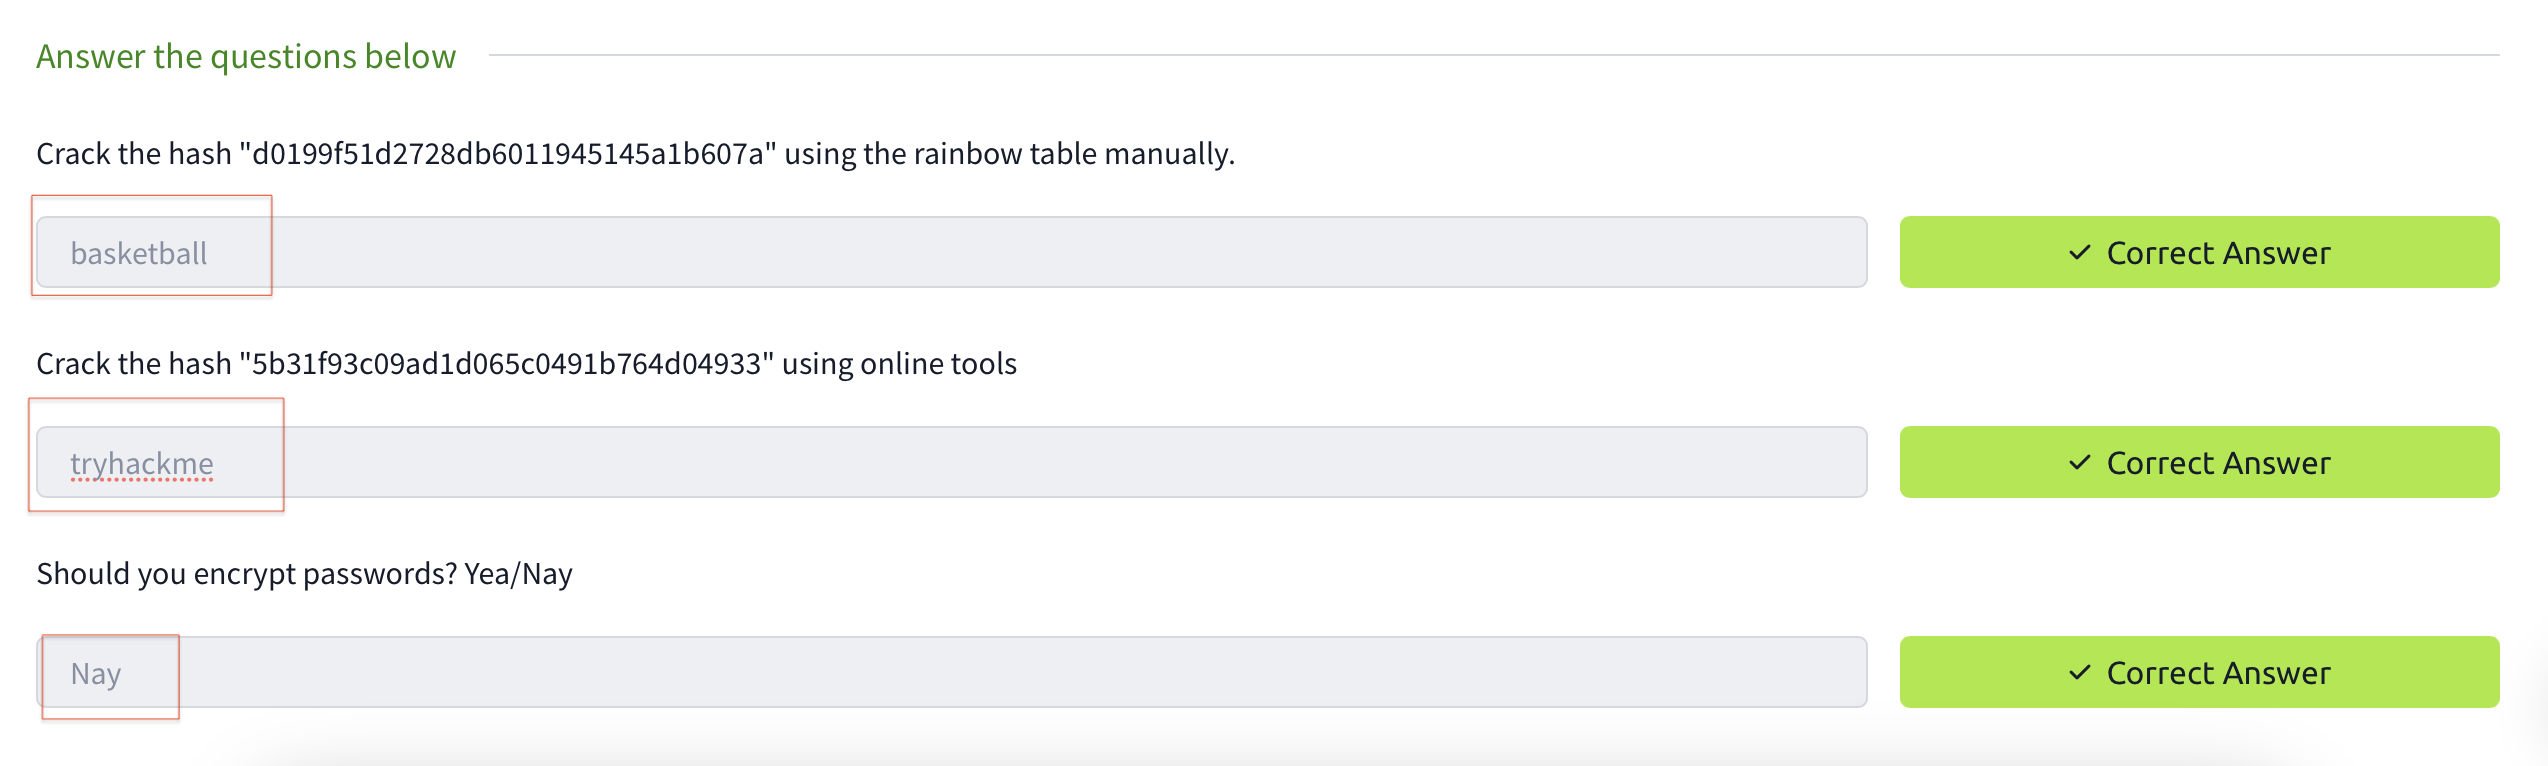 Answer the questions below
Crack the hash "d0199f51d2728db6011945145a1b607a" using the rainbow table manually.
basketball
✓ Correct Answer
Crack the hash "5b31f93c09ad1d065c0491b764d04933" using online tools
tryhackme
✓ Correct Answer
Should you encrypt passwords? Yea/Nay
Nay
✓ Correct Answer